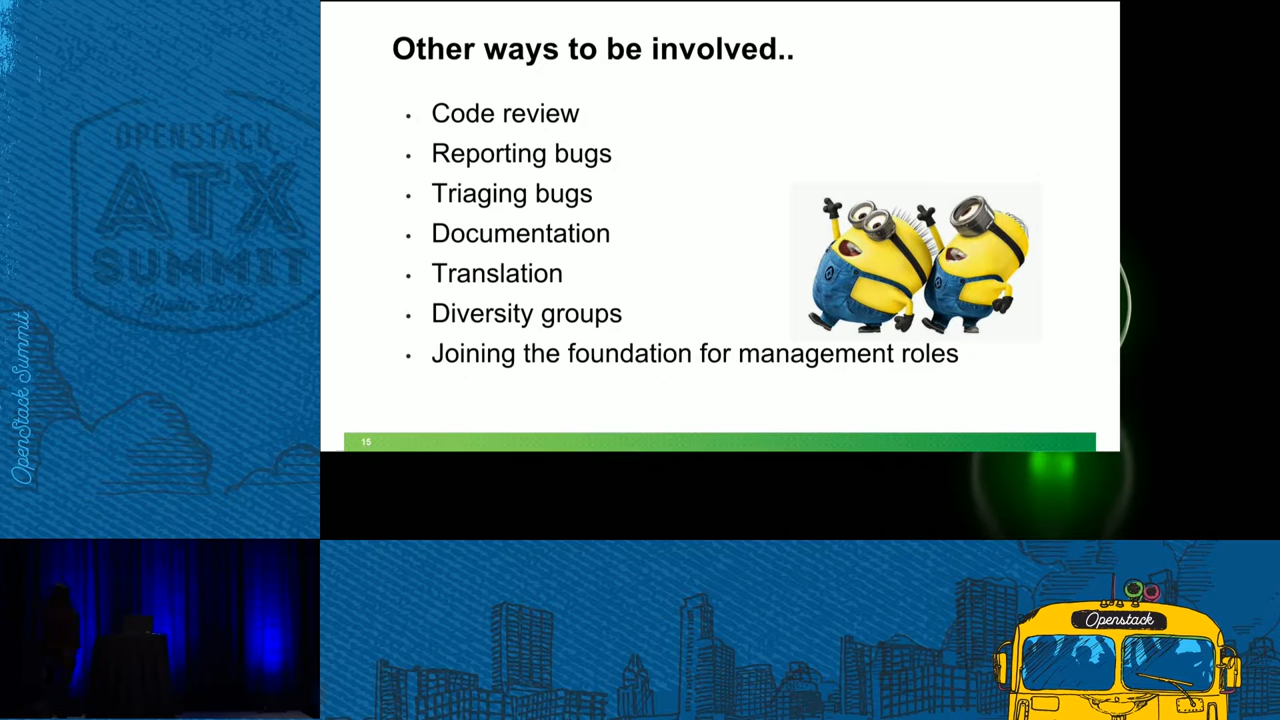 Other ways to be involved..
• Code review
• Reporting bugs
• Triaging bugs
• Documentation
• Translation
• Diversity groups
• Joining the foundation for management roles
15
OPENSTACK
ATX
SUMMIT
OpenStack Summit
Openstack